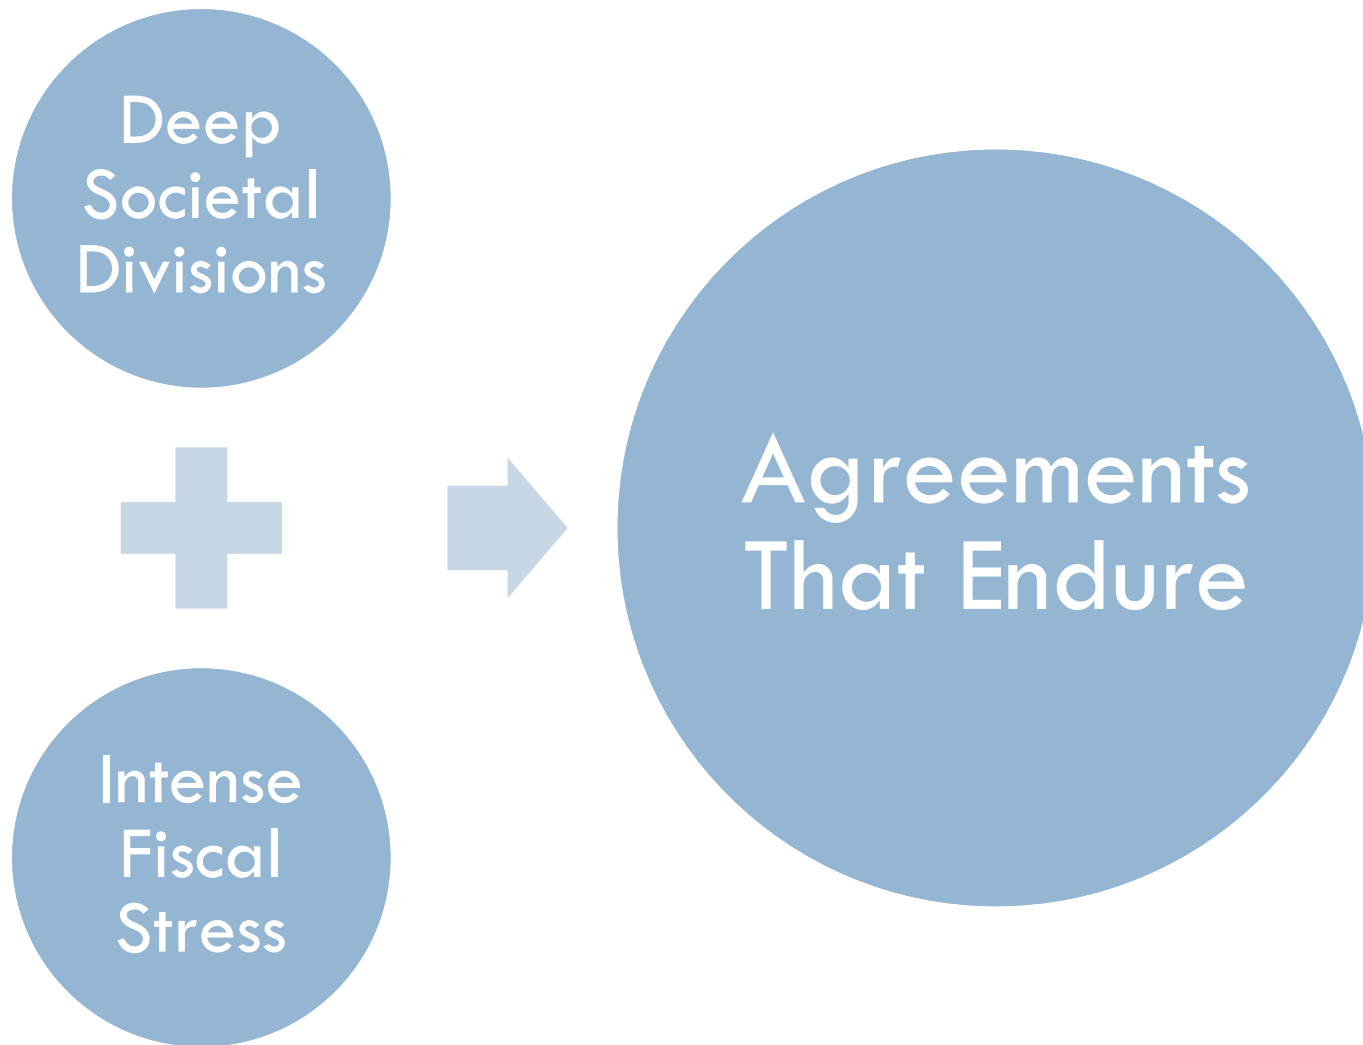 Deep
Societal
Divisions
Intense
Fiscal
Stress
Agreements
That Endure